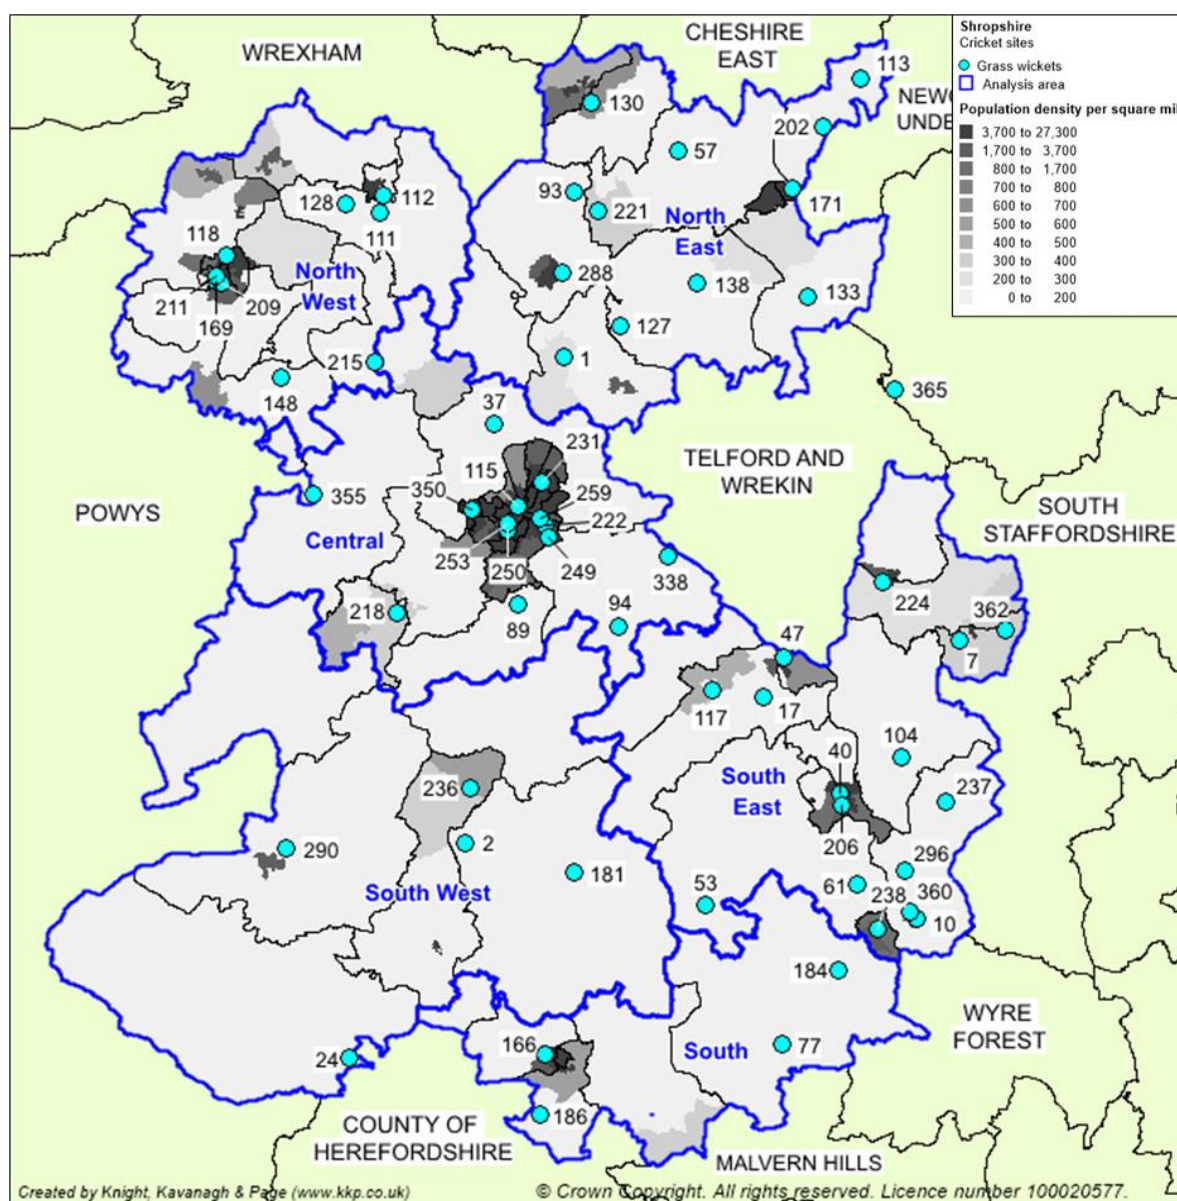 WREXHAM
CHESHIRE
EAST
Shropshire
Cricket sites
Grass wickets
Analysis area
Population density per square mil
3,700 to 27,300
1,700 to 3,700
800 to 1,700
700 to 800
600 to 700
500 to 600
400 to 500
300 to 400
200 to 300
0 to 200
113
NEWC
UNDE
130
202
57
112
93
128
171
221
111
North
East
118
North
West
288
138
133
211
209
169
127
215
1
148
365
37
231
115
TELFORD AND
WREKIN
350
259
355
POWYS
222
SOUTH
STAFFORDSHIRE
Central
253
250
249
338
224
218
89
94
362
47
7
117
17
104
40
South
East
236
237
206
2
290
296
181
61
238
360
South West
53
10
184
WYRE
FOREST
166
South
77
24
186
COUNTY OF
HEREFORDSHIRE
MALVERN HILLS
Created by Knight, Kavanagh & Page (www.kkp.co.uk)
© Crown Copyright. All rights reserved. Licence number 100020577.